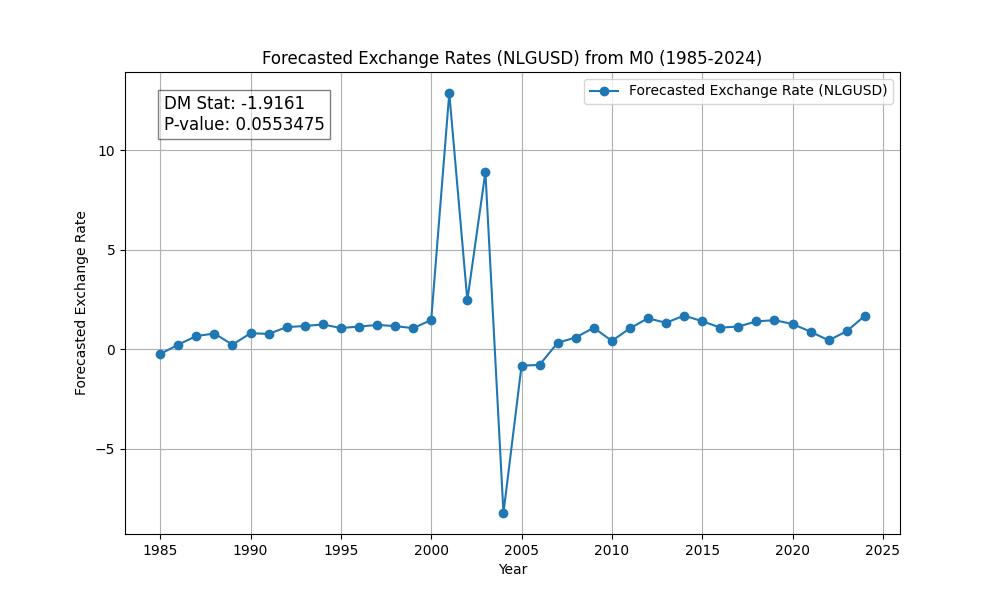 Forecasted Exchange Rates (NLGUSD) from M0 (1985-2024)
DM Stat: -1.9161
P-value: 0.0553475
Forecasted Exchange Rate (NLGUSD)
Forecasted Exchange Rate
10
5
0
−5
1985 1990 1995 2000 2005 2010 2015 2020 2025
Year